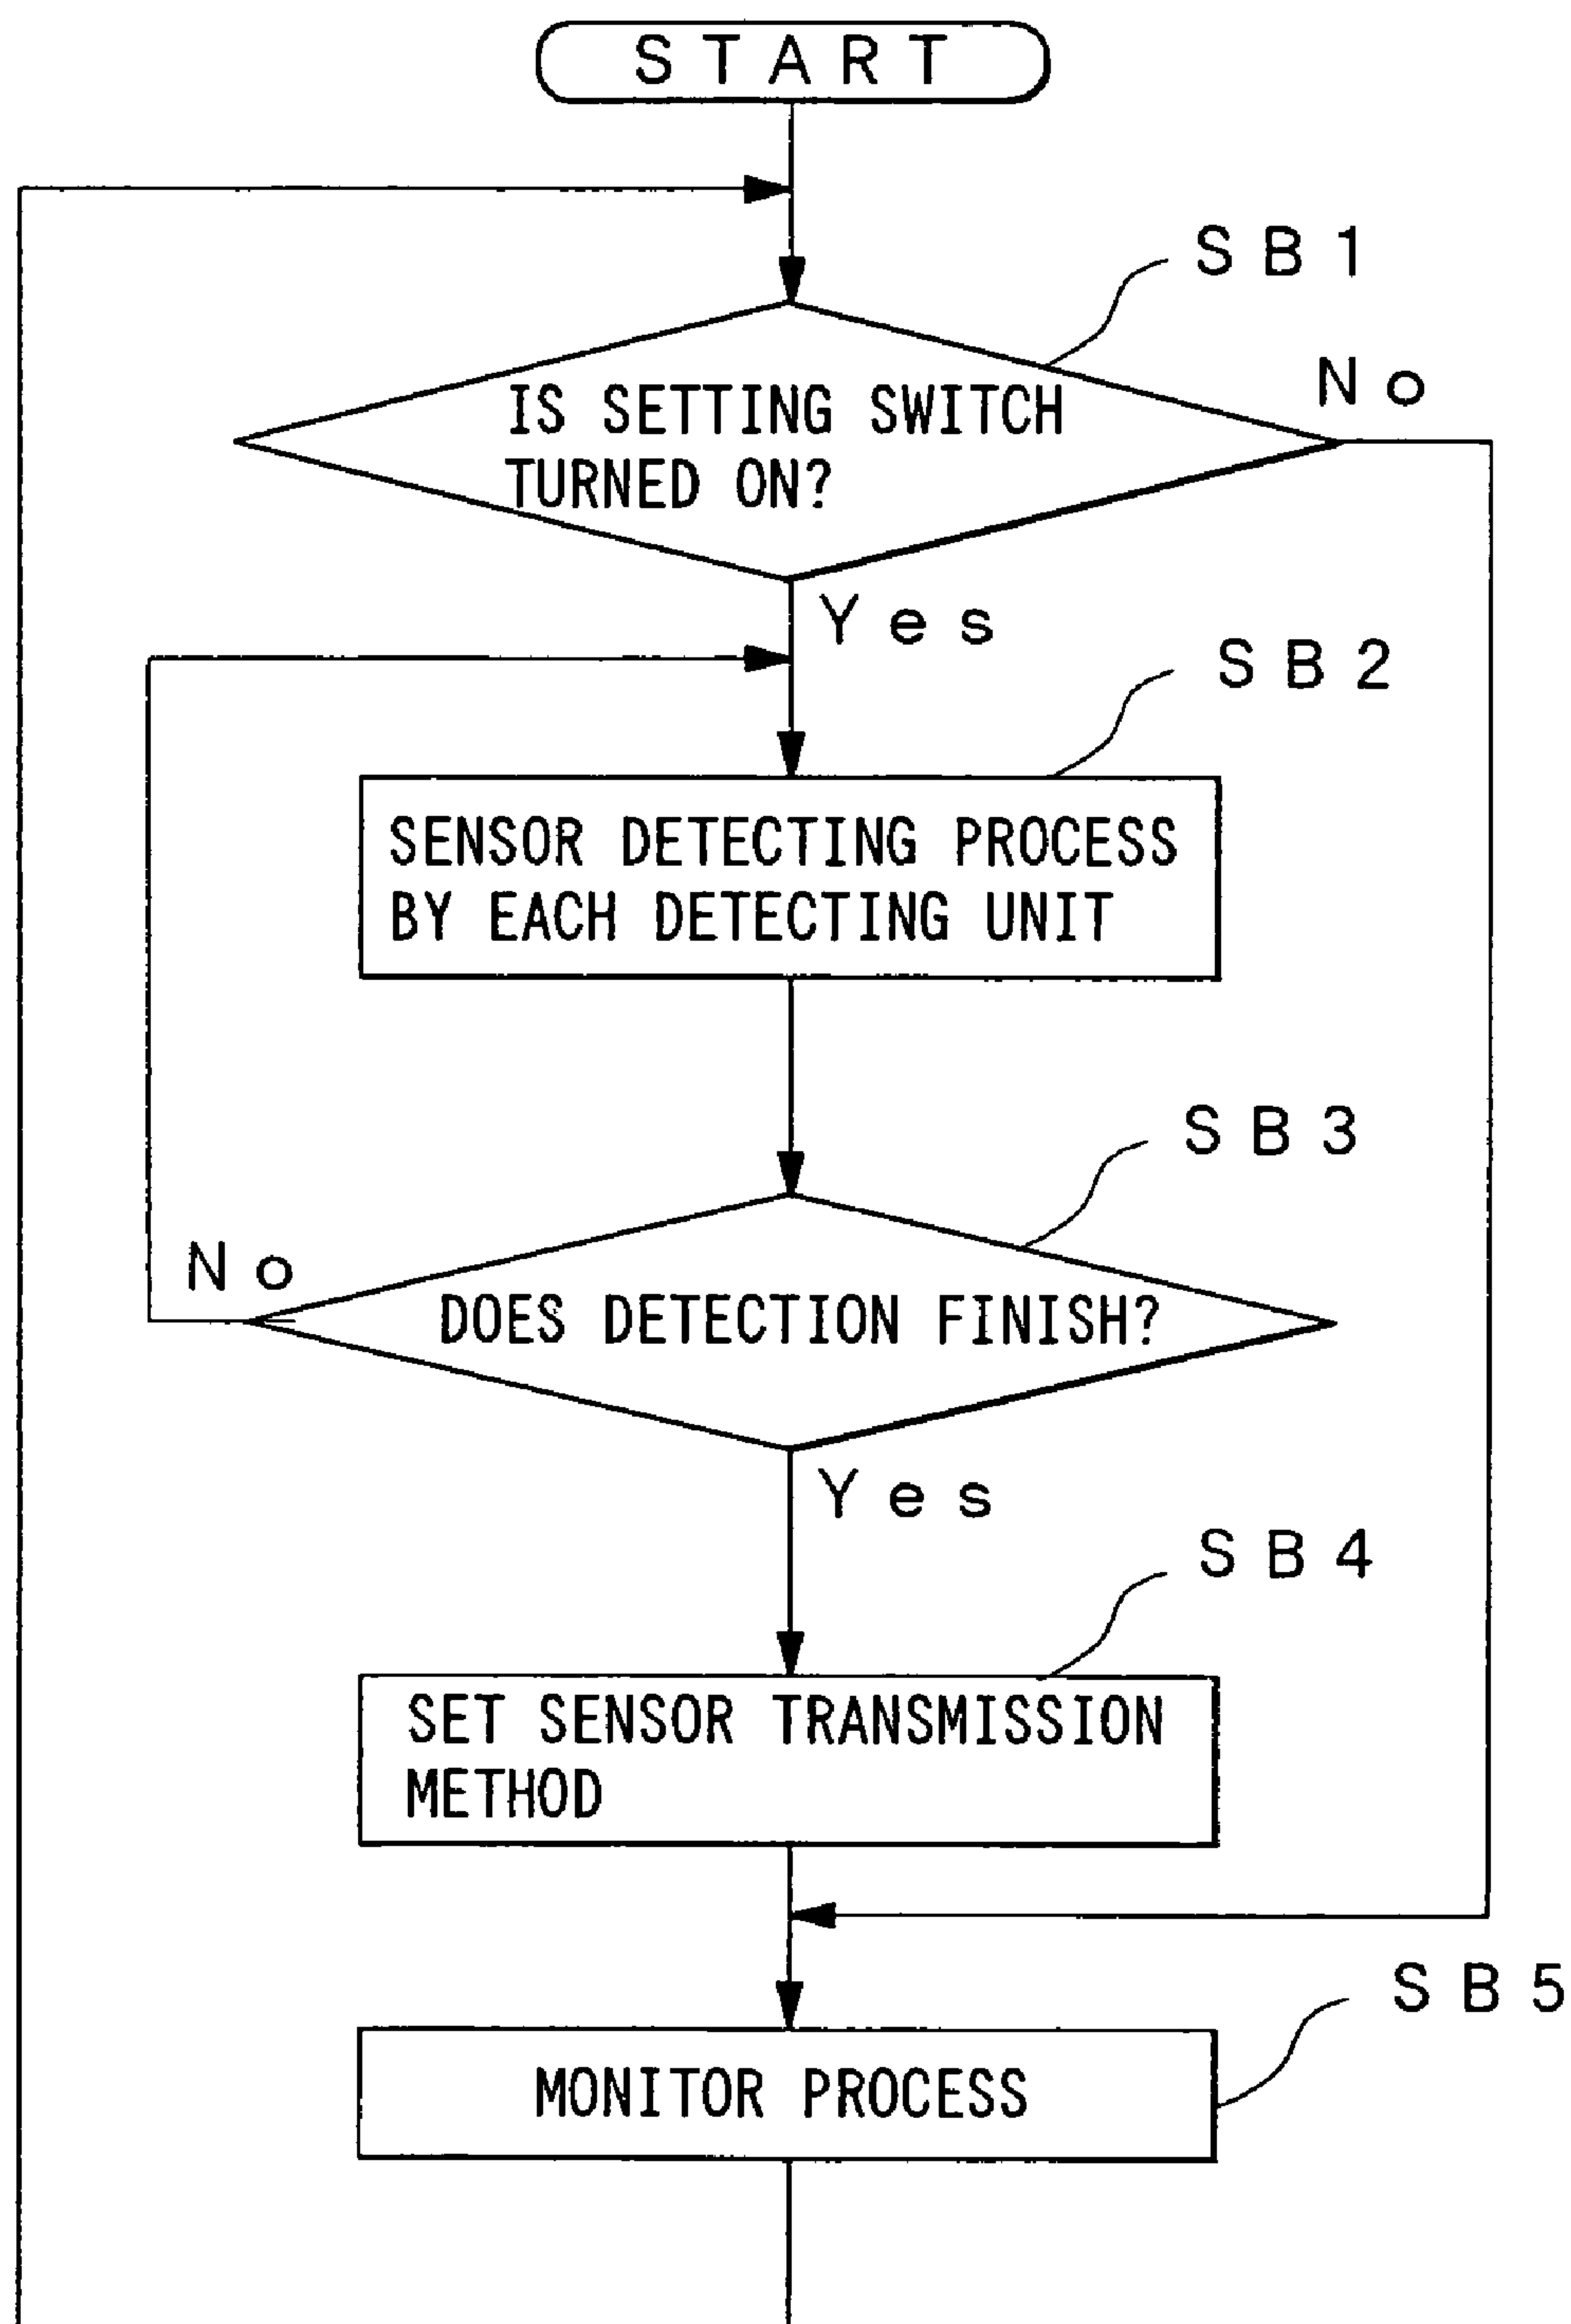 START
SB1
IS SETTING SWITCH
TURNED ON?
No
Yes
SB2
SENSOR DETECTING PROCESS
BY EACH DETECTING UNIT
SB3
No
DOES DETECTION FINISH?
Yes
SB4
SET SENSOR TRANSMISSION
METHOD
SB5
MONITOR PROCESS